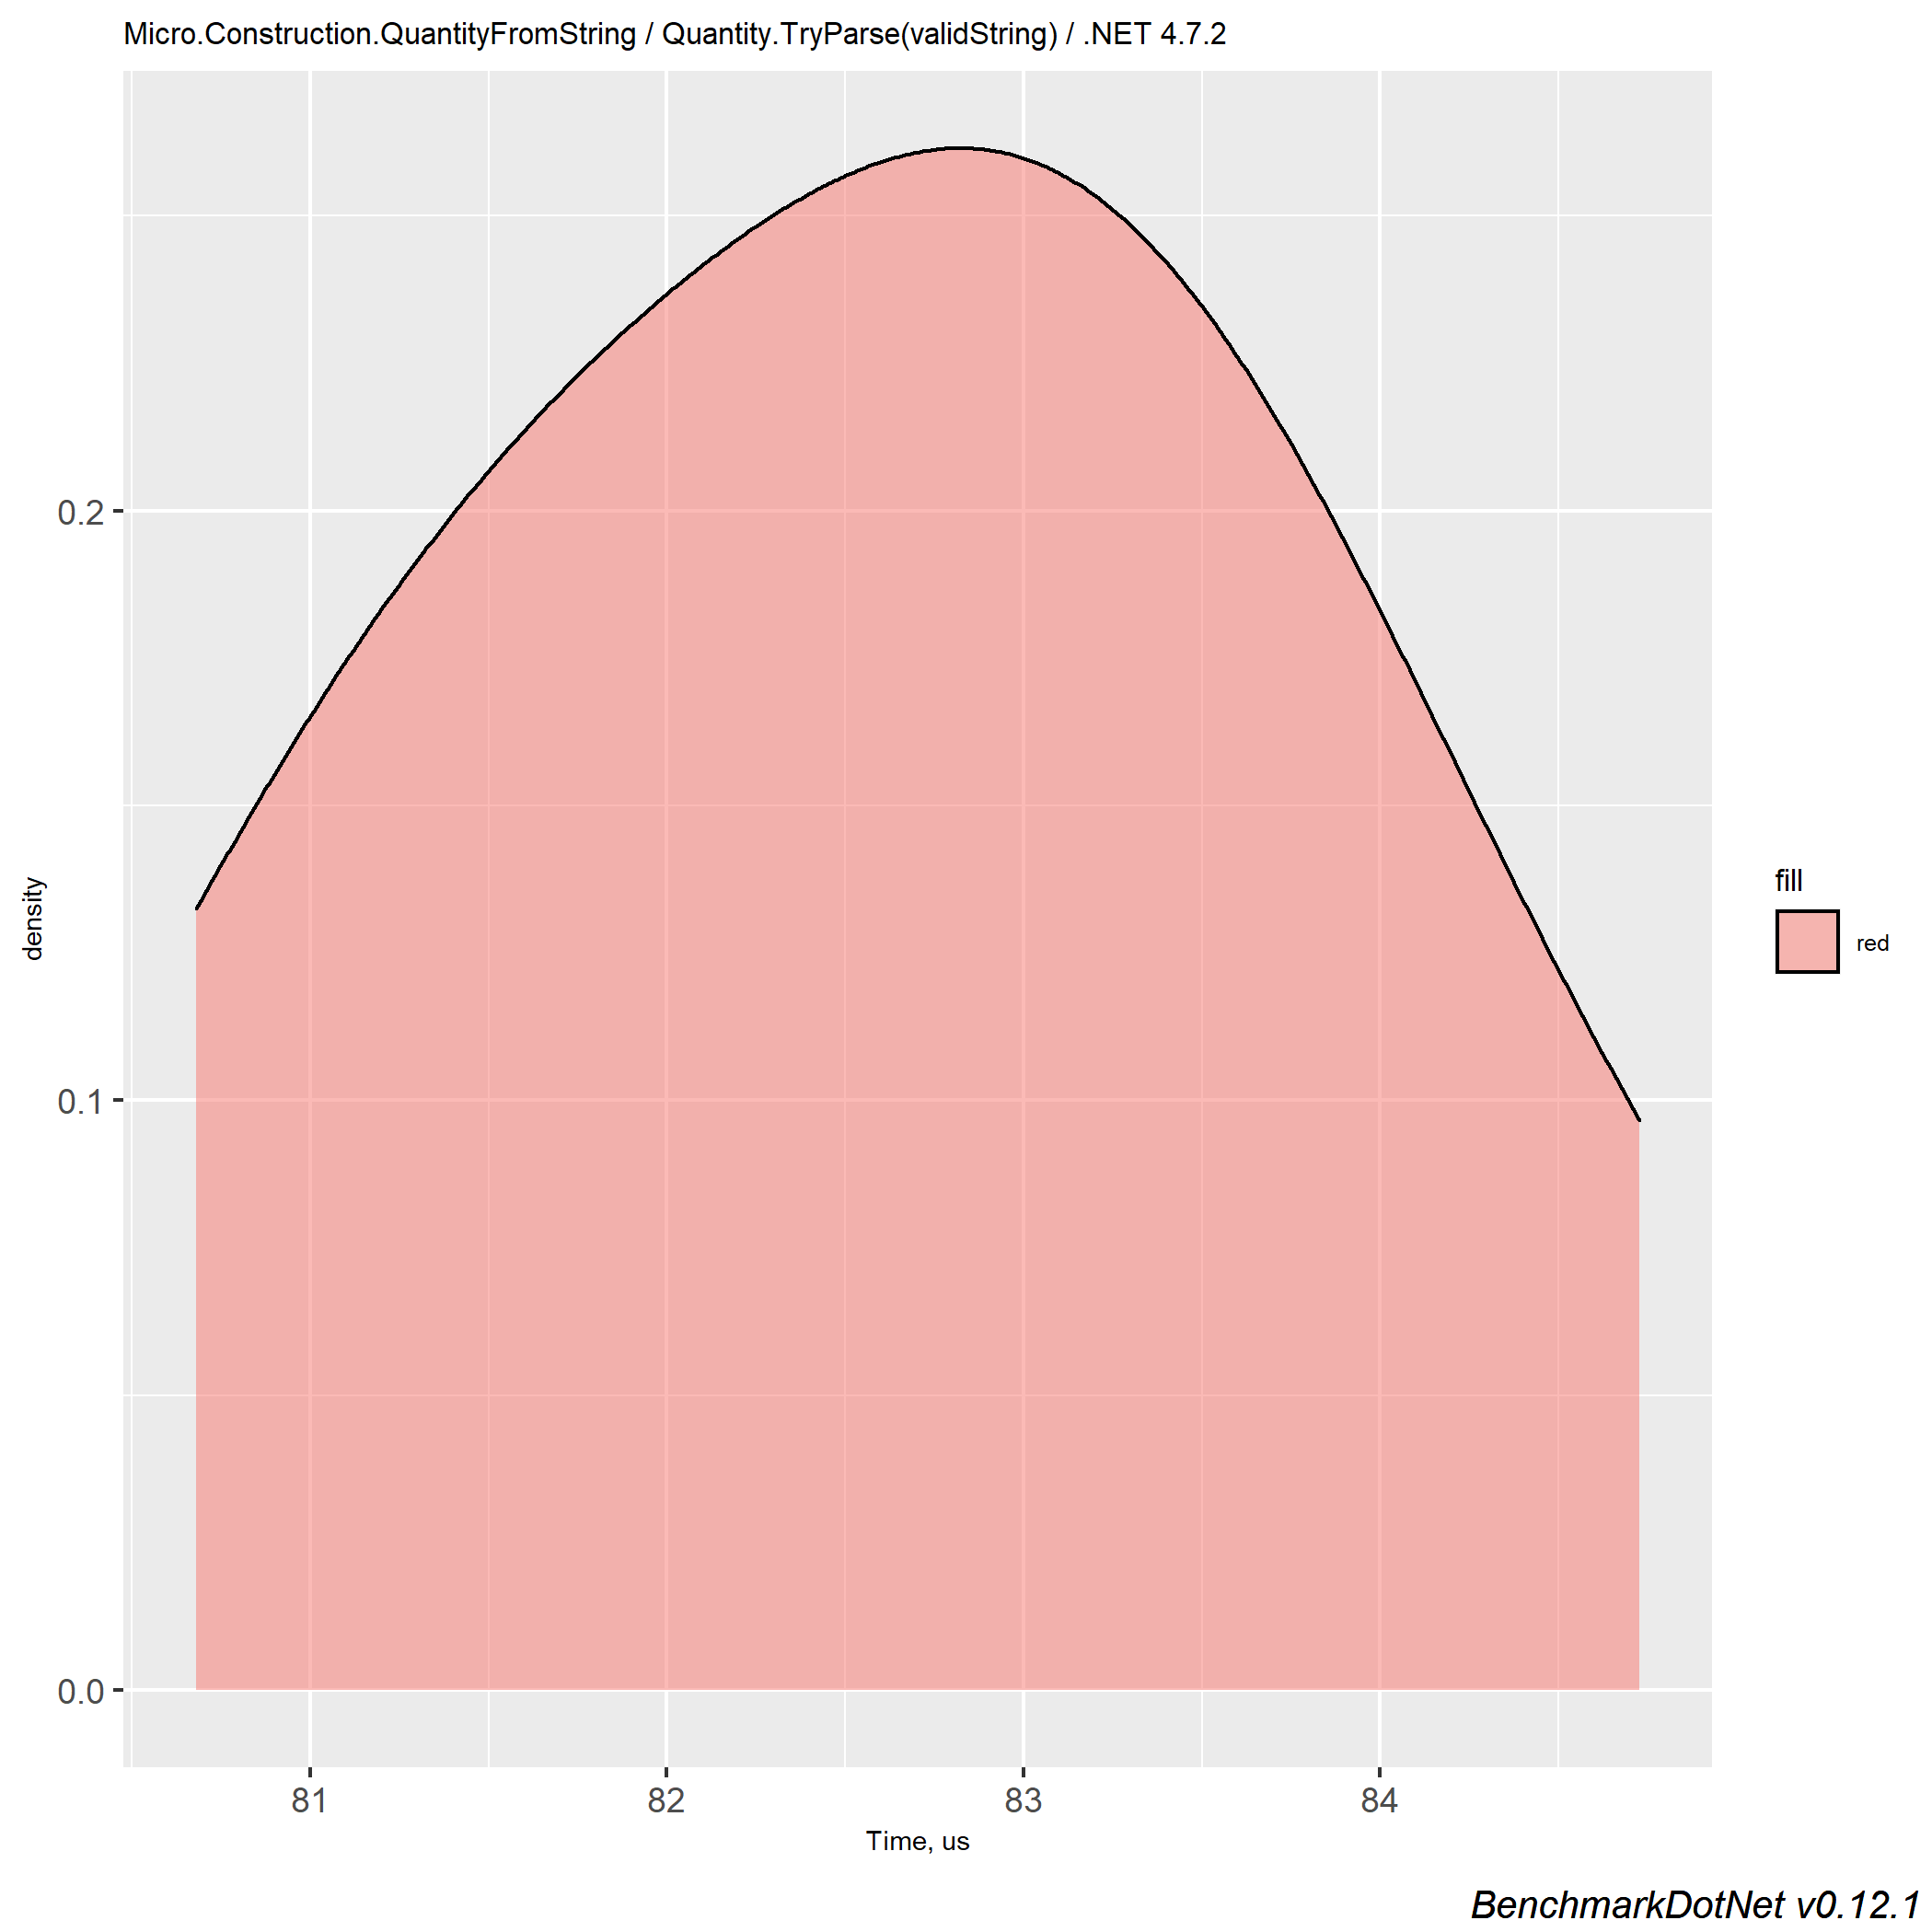 Micro.Construction.QuantityFromString / Quantity.TryParse(validString) / .NET 4.7.2
density
0.2
0.1
0.0
81 82 83 84
Time, us
fill
red
BenchmarkDotNet v0.12.1